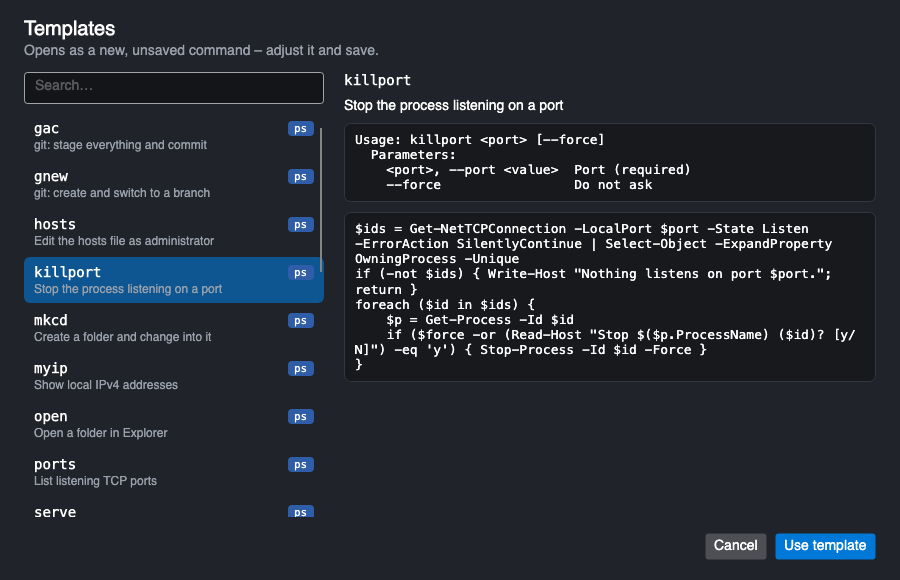 Templates
Opens as a new, unsaved command – adjust it and save.
Search...
gac
ps
git: stage everything and commit
gnew
ps
git: create and switch to a branch
hosts
ps
Edit the hosts file as administrator
killport
ps
Stop the process listening on a port
mkcd
ps
Create a folder and change into it
myip
ps
Show local IPv4 addresses
open
ps
Open a folder in Explorer
ports
ps
List listening TCP ports
serve
ps
killport
Stop the process listening on a port
Usage: killport <port> [--force]
  Parameters:
    <port>, --port <value>  Port (required)
    --force                 Do not ask
$ids = Get-NetTCPConnection -LocalPort $port -State Listen
-ErrorAction SilentlyContinue | Select-Object -ExpandProperty
OwningProcess -Unique
if (-not $ids) { Write-Host "Nothing listens on port $port.";
return }
foreach ($id in $ids) {
    $p = Get-Process -Id $id
    if ($force -or (Read-Host "Stop $($p.ProcessName) ($id)? [y/
N]") -eq 'y') { Stop-Process -Id $id -Force }
}
Cancel
Use template